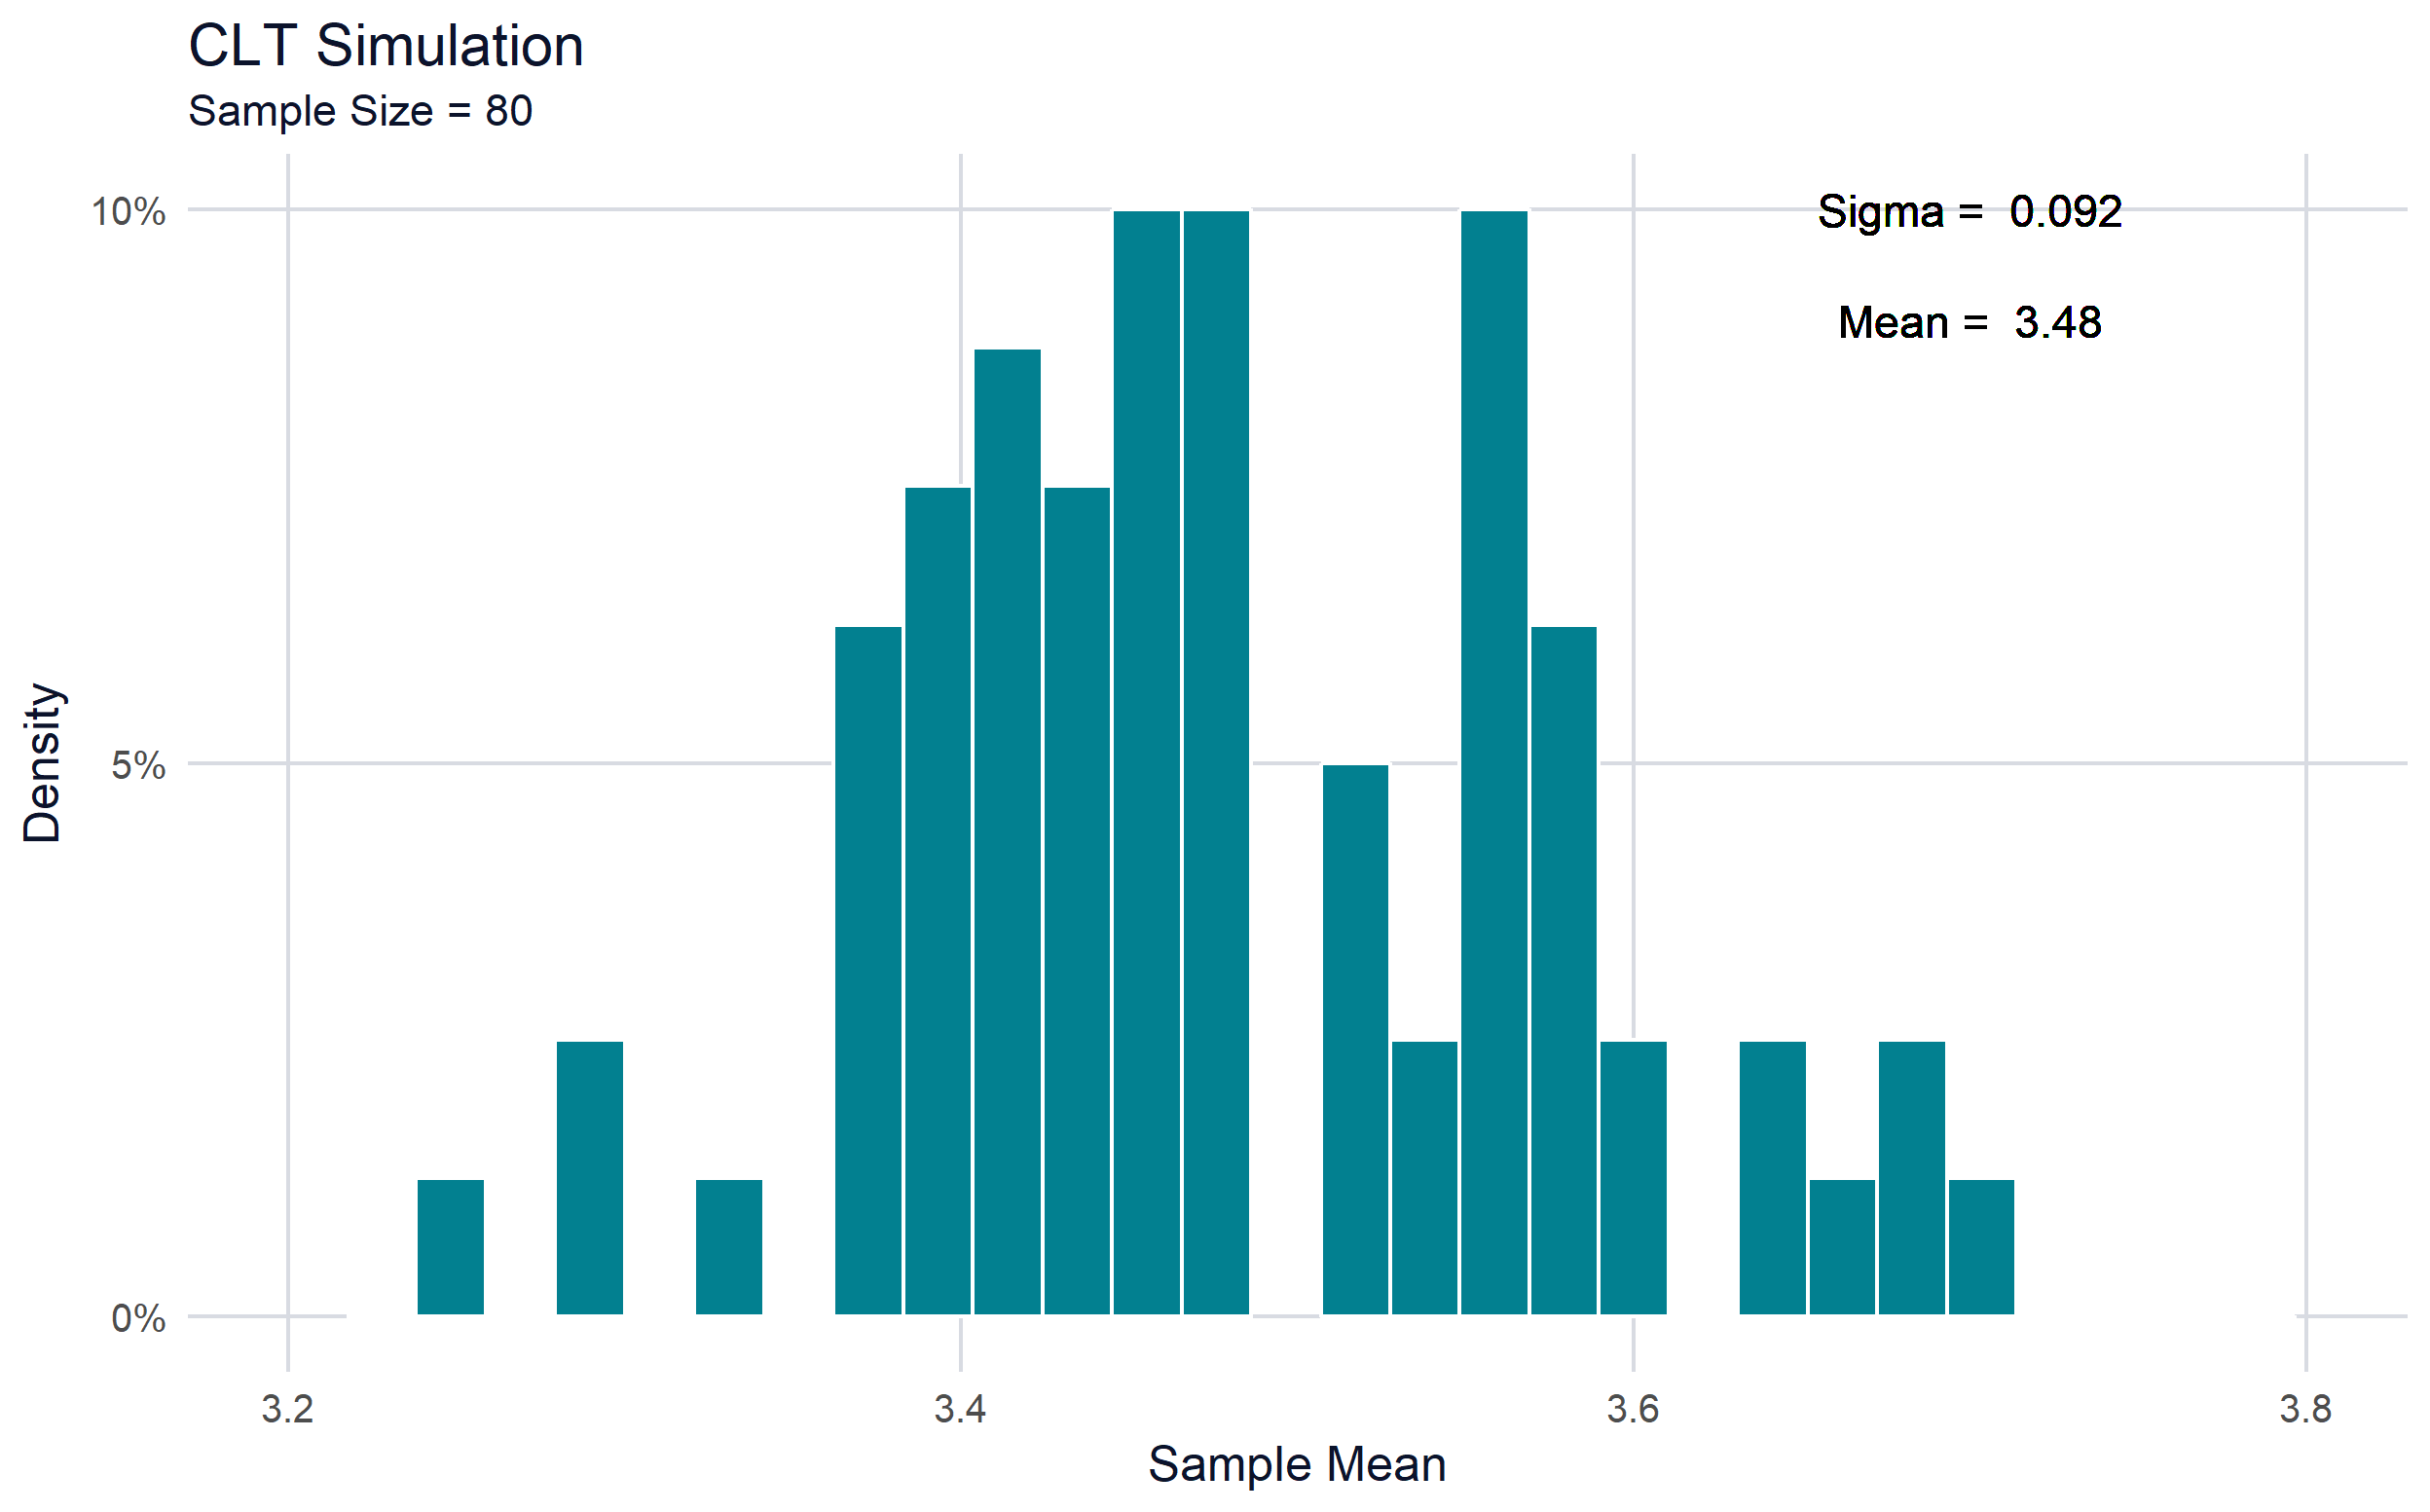 CLT Simulation
Sample Size = 80
10%
Sigma = 0.092
Mean = 3.48
5%
Density
0%
3.2 3.4 3.6 3.8
Sample Mean